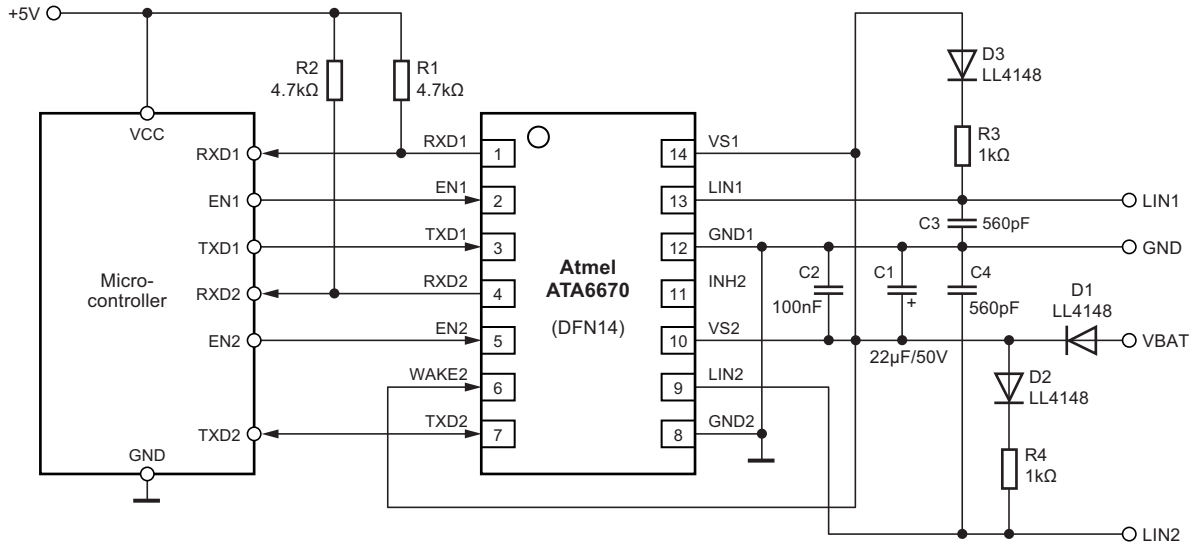 +5V
R2
4.7kΩ
R1
4.7kΩ
D3
LL4148
R3
1kΩ
VCC
RXD1
EN1
TXD1
RXD2
EN2
TXD2
GND
Micro-
controller
RXD1
EN1
TXD1
RXD2
EN2
WAKE2
TXD2
1
2
3
4
5
6
7
Atmel
ATA6670
(DFN14)
14
13
12
11
10
9
8
VS1
LIN1
GND1
INH2
VS2
LIN2
GND2
C3
560pF
C2
100nF
C1
+
22µF/50V
C4
560pF
D1
LL4148
D2
LL4148
R4
1kΩ
LIN1
GND
VBAT
LIN2